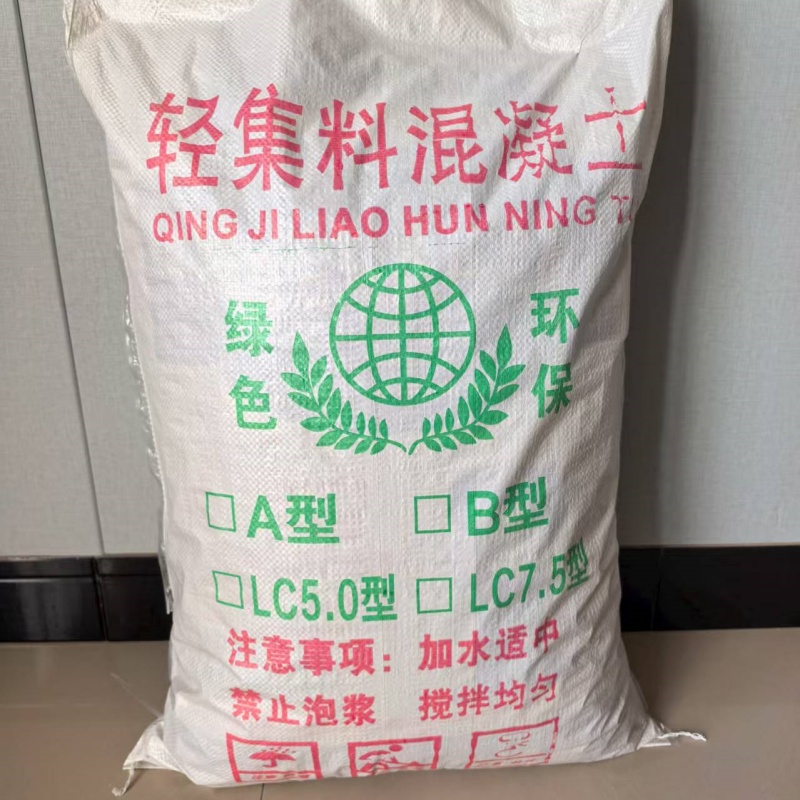 轻集料混凝土
QING JI LIAO HUN NING T
绿色 环保
□A型 □B型
□LC5.0型 □LC7.5型
注意事项：加水适中
禁止泡浆 搅拌均匀